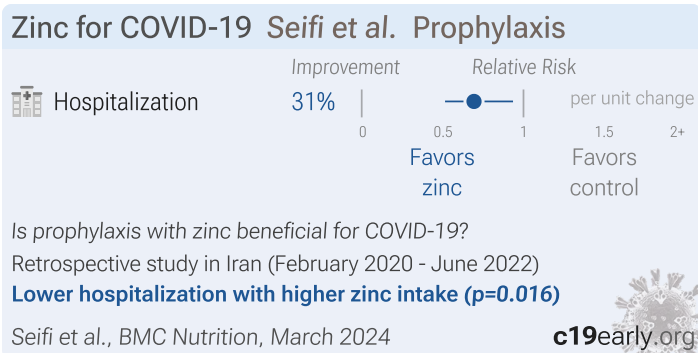 Zinc for COVID-19 Seifi et al. Prophylaxis
Improvement Relative Risk
Hospitalization 31% per unit change
0 0.5 1 1.5 2+
Favors Favors
zinc control
Is prophylaxis with zinc beneficial for COVID-19?
Retrospective study in Iran (February 2020 - June 2022)
Lower hospitalization with higher zinc intake (p=0.016)
Seifi et al., BMC Nutrition, March 2024 c19early.org